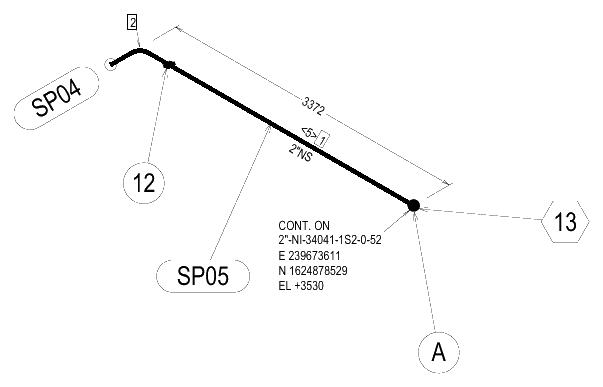 2
SP04
3372
<5> 1
2"NS
12
CONT. ON
2"-NI-34041-1S2-0-52
E 239673611
N 1624878529
EL +3530
13
SP05
A